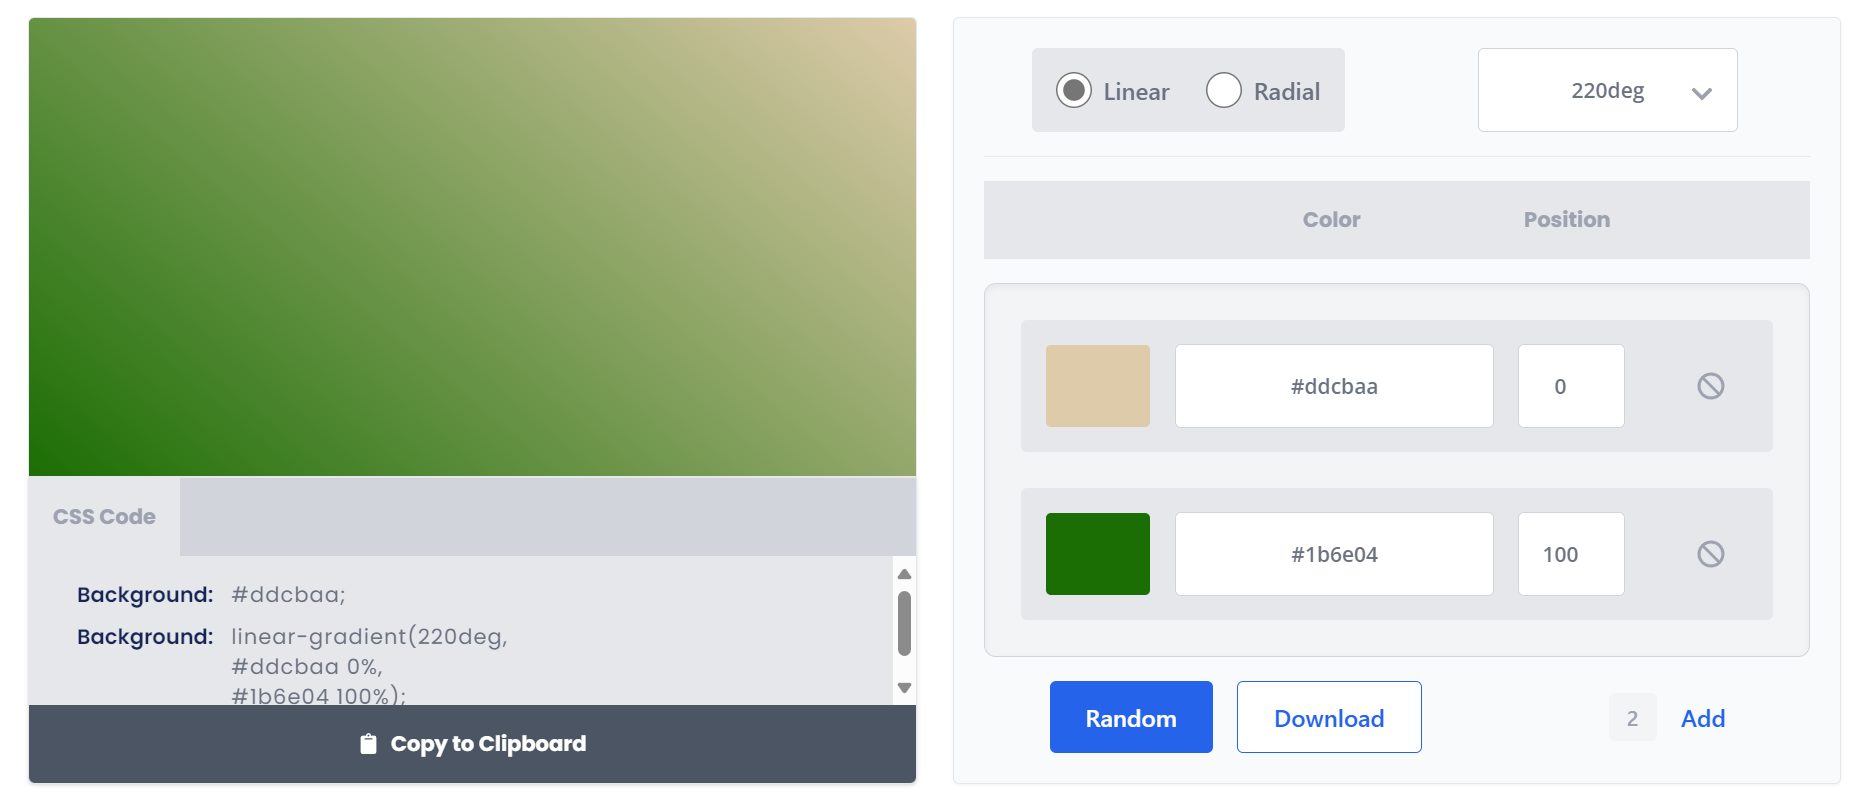 Linear
Radial
220deg
Color
Position
#ddcbaa
0
#1b6e04
100
Random
Download
2
Add
CSS Code
Background: #ddcbaa;
Background: linear-gradient(220deg,
#ddcbaa 0%,
#1b6e04 100%);
Copy to Clipboard